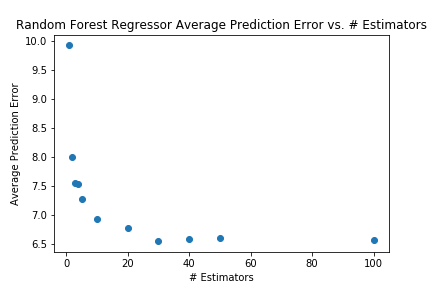 Random Forest Regressor Average Prediction Error vs. # Estimators
10.0
9.5
9.0
8.5
8.0
7.5
7.0
6.5
Average Prediction Error
0 20 40 60 80 100
# Estimators